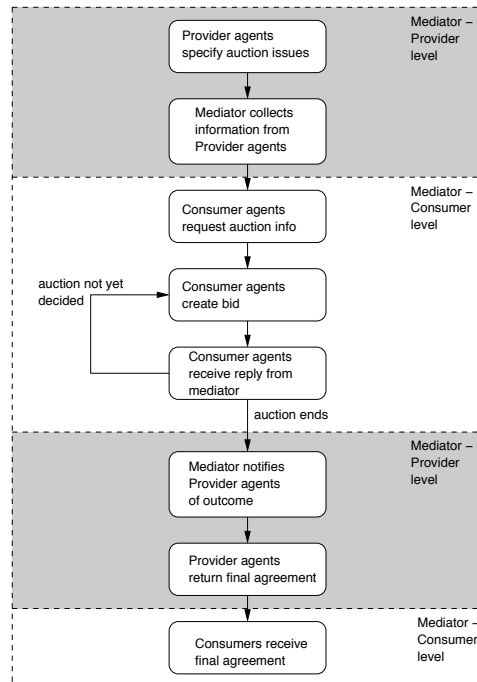 Provider agents
specify auction issues
Mediator –
Provider
level
Mediator collects
information from
Provider agents
Mediator –
Consumer
level
Consumer agents
request auction info
auction not yet
decided
Consumer agents
create bid
Consumer agents
receive reply from
mediator
auction ends
Mediator –
Provider
level
Mediator notifies
Provider agents
of outcome
Provider agents
return final agreement
Mediator –
Consumer
level
Consumers receive
final agreement